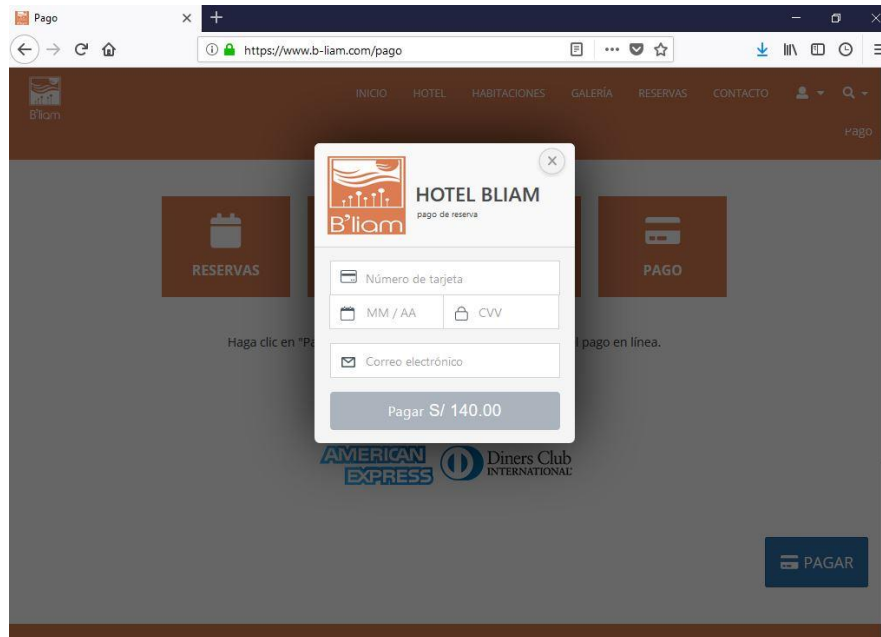 Pago
https://www.b-liam.com/pago
B'liam
INICIO HOTEL HABITACIONES GALERÍA RESERVAS CONTACTO
Pago
B'liam
HOTEL BLIAM
pago de reserva
RESERVAS
PAGO
Número de tarjeta
MM / AA
CVV
Haga clic en "Pa
l pago en línea.
Correo electrónico
Pagar S/ 140.00
AMERICAN
EXPRESS
Diners Club
INTERNATIONAL
PAGAR